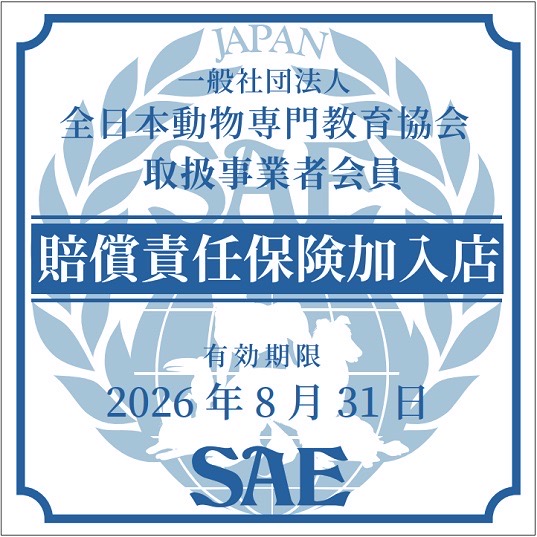 JAPAN
一般社団法人
全日本動物専門教育協会
取扱事業者会員
SAE
賠償責任保険加入店
有効期限
2026年8月31日
SAE